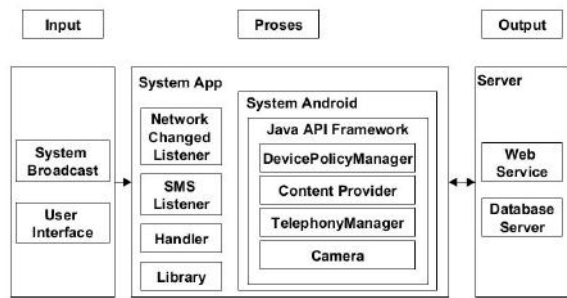 Input
Proses
Output
System
Broadcast
User
Interface
System App
Network
Changed
Listener
SMS
Listener
Handler
Library
System Android
Java API Framework
DevicePolicyManager
Content Provider
TelephonyManager
Camera
Server
Web
Service
Database
Server